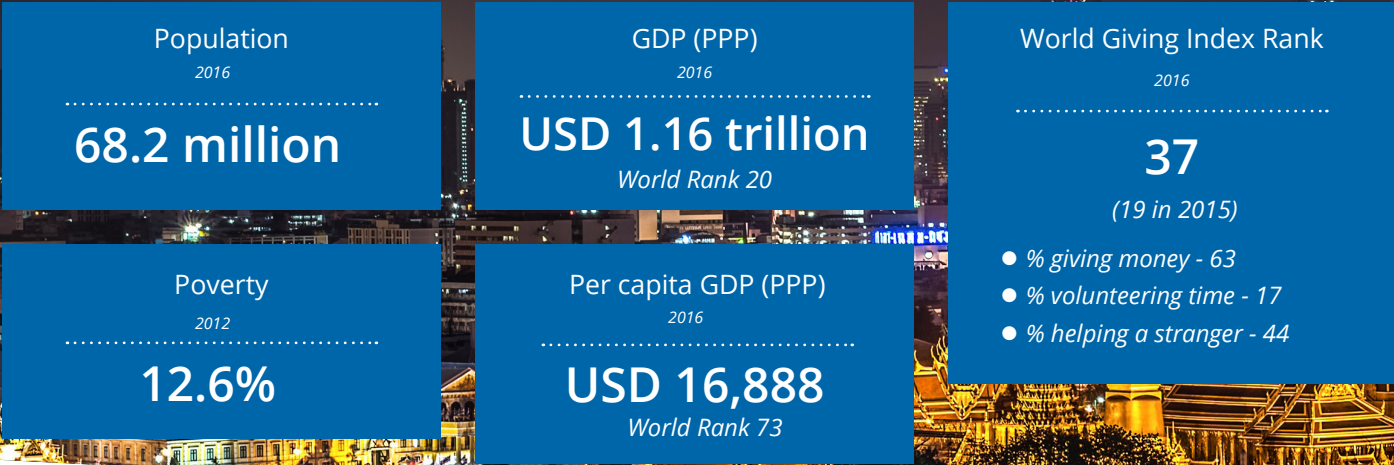 Population
2016
68.2 million
GDP (PPP)
2016
USD 1.16 trillion
World Rank 20
World Giving Index Rank
2016
37
(19 in 2015)
% giving money - 63
% volunteering time - 17
% helping a stranger - 44
Poverty
2012
12.6%
Per capita GDP (PPP)
2016
USD 16,888
World Rank 73